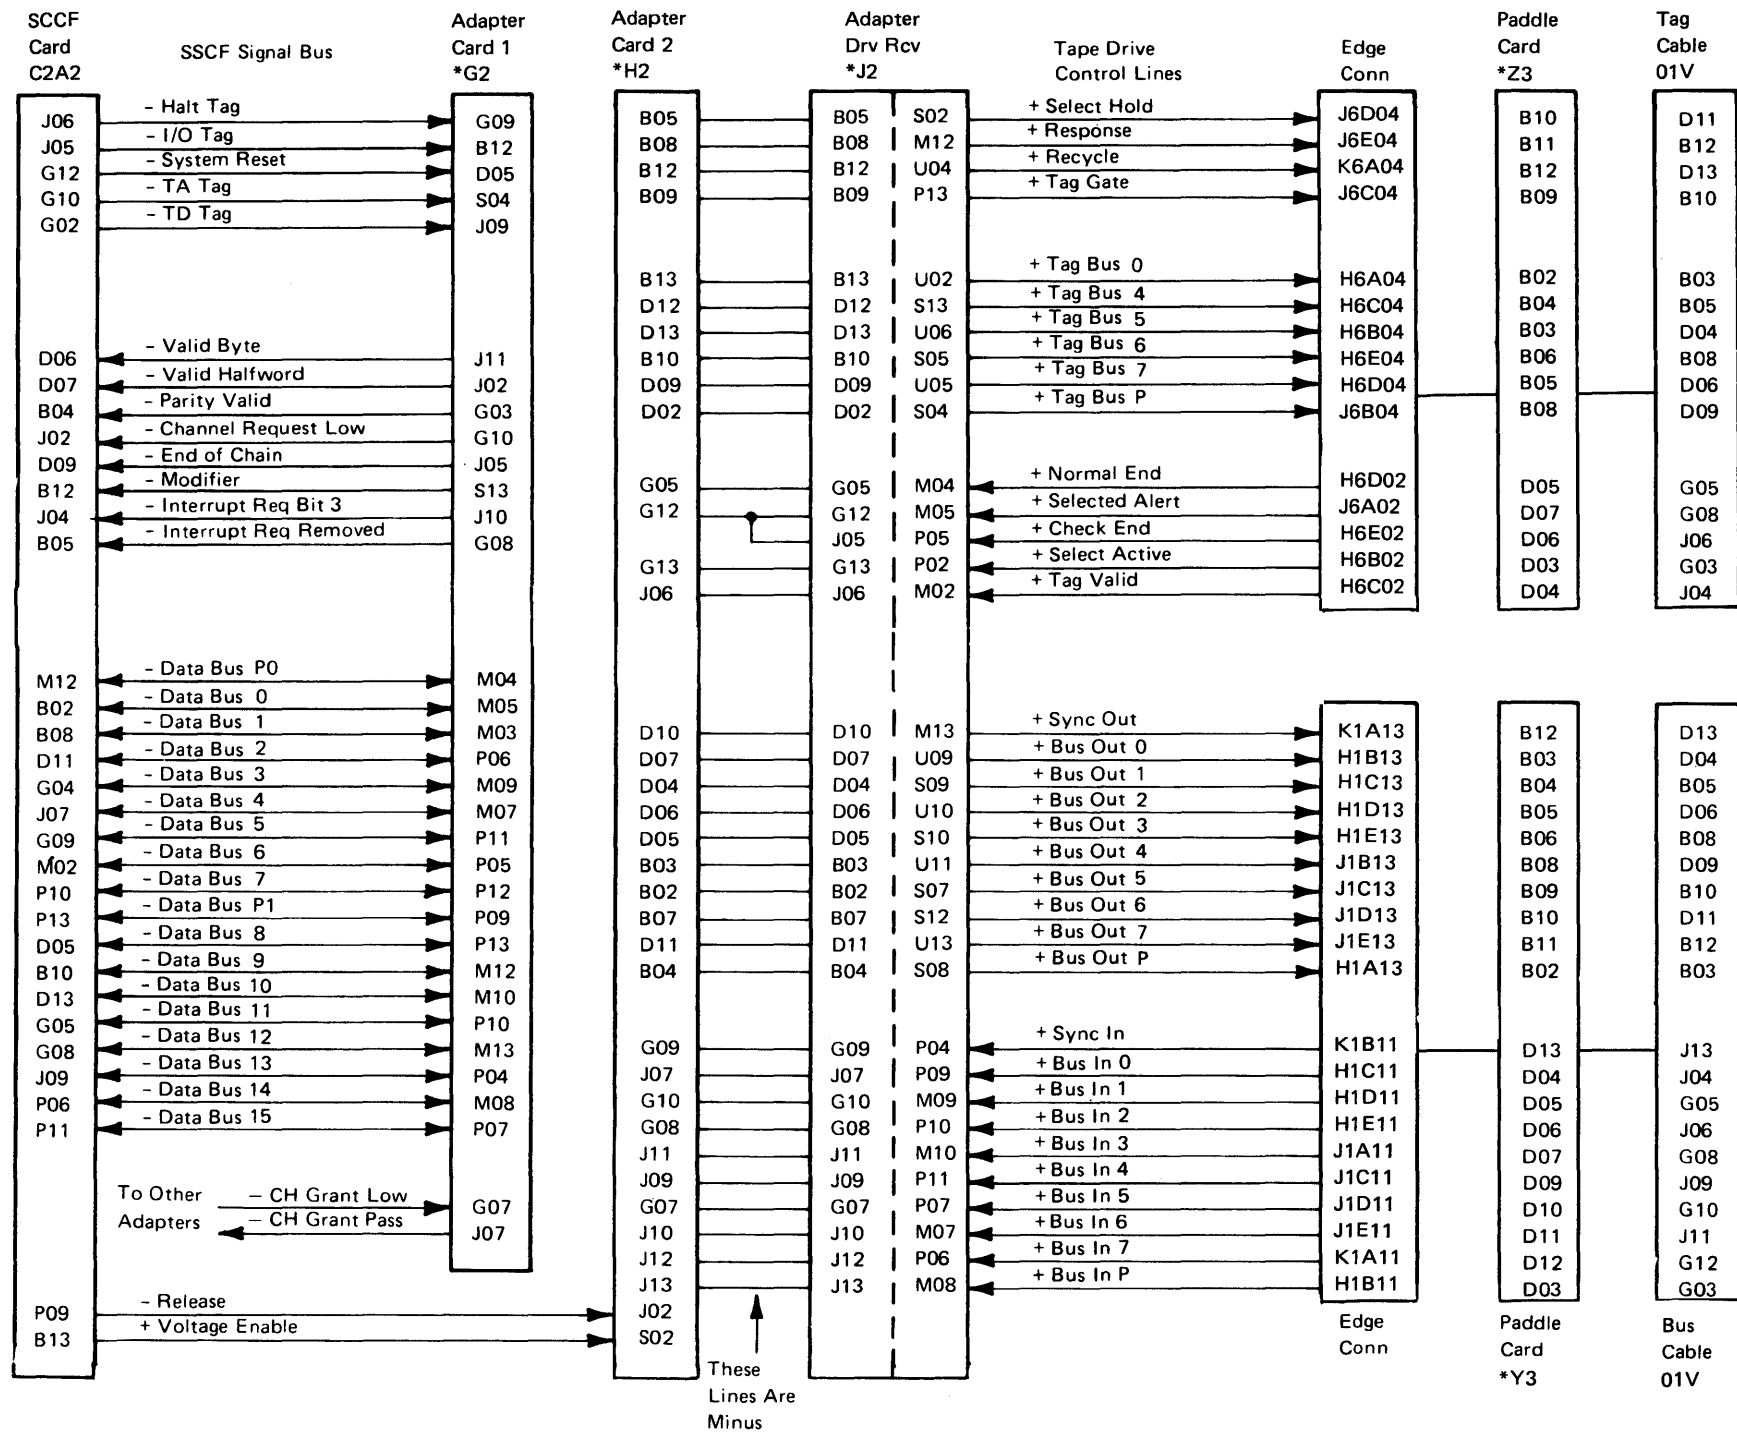 SCCF
Card
C2A2
SSCF Signal Bus
Adapter
Card 1
*G2
Adapter
Card 2
*H2
Adapter
Drv Rcv
*J2
Tape Drive
Control Lines
Edge
Conn
Paddle
Card
*Z3
Tag
Cable
01V
J06 - Halt Tag G09
J05 - I/O Tag B12
G12 - System Reset D05
G10 - TA Tag S04
G02 - TD Tag J09
D06 - Valid Byte J11
D07 - Valid Halfword J02
B04 - Parity Valid G03
J02 - Channel Request Low G10
D09 - End of Chain J05
B12 - Modifier S13
J04 - Interrupt Req Bit 3 J10
B05 - Interrupt Req Removed G08
M12 - Data Bus P0 M04
B02 - Data Bus 0 M05
B08 - Data Bus 1 M03
D11 - Data Bus 2 P06
G04 - Data Bus 3 M09
J07 - Data Bus 4 M07
G09 - Data Bus 5 P11
M02 - Data Bus 6 P05
P10 - Data Bus 7 P12
P13 - Data Bus P1 P09
D05 - Data Bus 8 P13
B10 - Data Bus 9 M12
D13 - Data Bus 10 M10
G05 - Data Bus 11 P10
G08 - Data Bus 12 M13
J09 - Data Bus 13 P04
P06 - Data Bus 14 M08
P11 - Data Bus 15 P07
To Other
Adapters
- CH Grant Low G07
- CH Grant Pass J07
P09 - Release J02
B13 + Voltage Enable S02
B05 B05 S02 + Select Hold J6D04 B10 D11
B08 B08 M12 + Response J6E04 B11 B12
B12 B12 U04 + Recycle K6A04 B12 D13
B09 B09 P13 + Tag Gate J6C04 B09 B10
B13 B13 U02 + Tag Bus 0 H6A04 B02 B03
D12 D12 S13 + Tag Bus 4 H6C04 B04 B05
D13 D13 U06 + Tag Bus 5 H6B04 B03 D04
B10 B10 S05 + Tag Bus 6 H6E04 B06 B08
D09 D09 U05 + Tag Bus 7 H6D04 B05 D06
D02 D02 S04 + Tag Bus P J6B04 B08 D09
G05 G05 M04 + Normal End H6D02 D05 G05
G12 G12 M05 + Selected Alert J6A02 D07 G08
J05 P05 + Check End H6E02 D06 J06
G13 G13 P02 + Select Active H6B02 D03 G03
J06 J06 M02 + Tag Valid H6C02 D04 J04
D10 D10 M13 + Sync Out K1A13 B12 D13
D07 D07 U09 + Bus Out 0 H1B13 B03 D04
D04 D04 S09 + Bus Out 1 H1C13 B04 B05
D06 D06 U10 + Bus Out 2 H1D13 B05 D06
D05 D05 S10 + Bus Out 3 H1E13 B06 B08
B03 B03 U11 + Bus Out 4 J1B13 B08 D09
B02 B02 S07 + Bus Out 5 J1C13 B09 B10
B07 B07 S12 + Bus Out 6 J1D13 B10 D11
D11 D11 U13 + Bus Out 7 J1E13 B11 B12
B04 B04 S08 + Bus Out P H1A13 B02 B03
G09 G09 P04 + Sync In K1B11 D13 J13
J07 J07 P09 + Bus In 0 H1C11 D04 J04
G10 G10 M09 + Bus In 1 H1D11 D05 G05
G08 G08 P10 + Bus In 2 H1E11 D06 J06
J11 J11 M10 + Bus In 3 J1A11 D07 G08
J09 J09 P11 + Bus In 4 J1C11 D09 J09
G07 G07 P07 + Bus In 5 J1D11 D10 G10
J10 J10 M07 + Bus In 6 J1E11 D11 J11
J12 J12 P06 + Bus In 7 K1A11 D12 G12
J13 J13 M08 + Bus In P H1B11 D03 G03
These
Lines Are
Minus
Edge
Conn
Paddle
Card
*Y3
Bus
Cable
01V